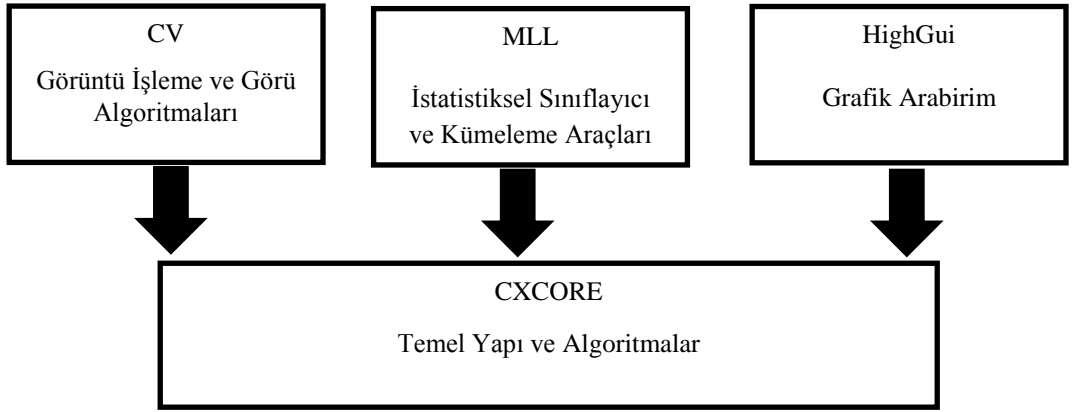 CV
Görüntü İşleme ve Görü
Algoritmaları
MLL
İstatistiksel Sınıflayıcı
ve Kümeleme Araçları
HighGui
Grafik Arabirim
CXCORE
Temel Yapı ve Algoritmalar